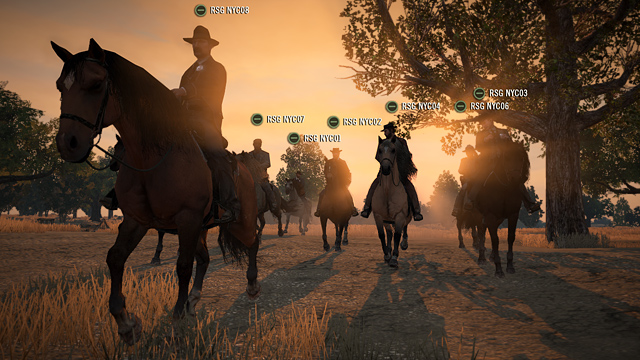 RSG NYC08
RSG NYC03
RSG NYC04
RSG NYC06
RSG NYC07
RSG NYC02
RSG NYC01